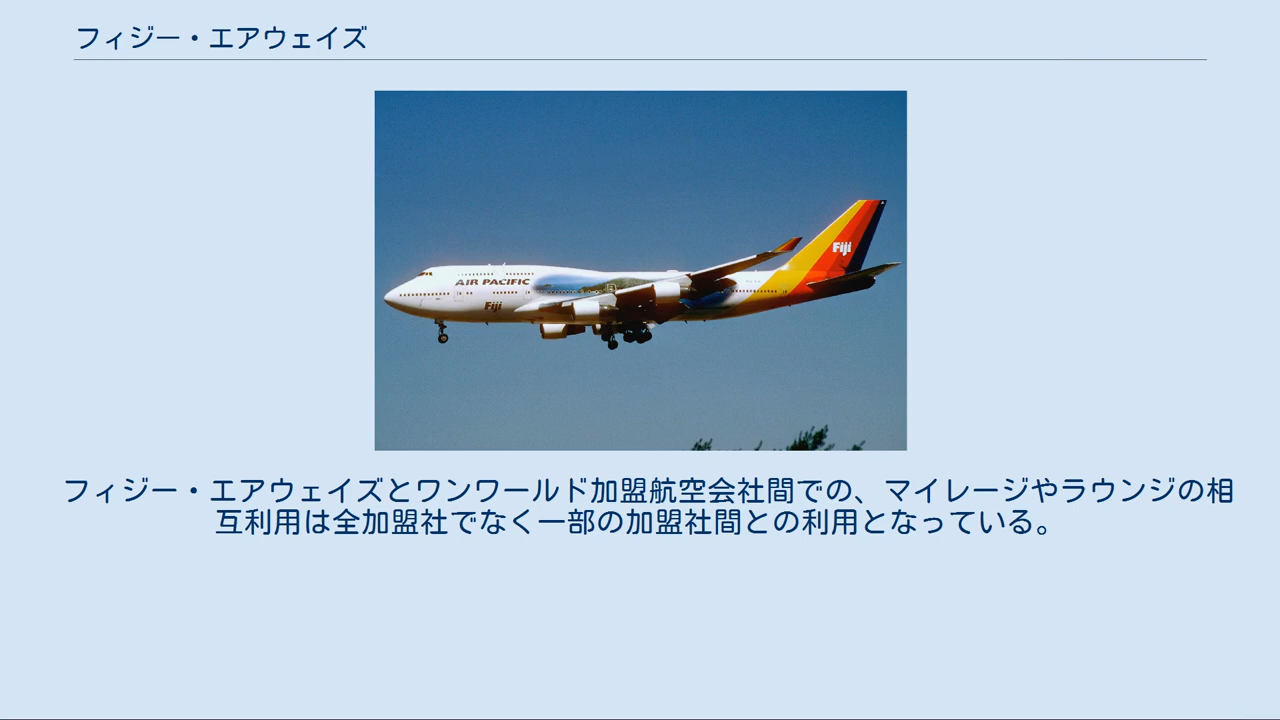 フィジー・エアウェイズ
Fiji
AIR PACIFIC
Fiji
フィジー・エアウェイズとワンワールド加盟航空会社間での、マイレージやラウンジの相
互利用は全加盟社でなく一部の加盟社間との利用となっている。